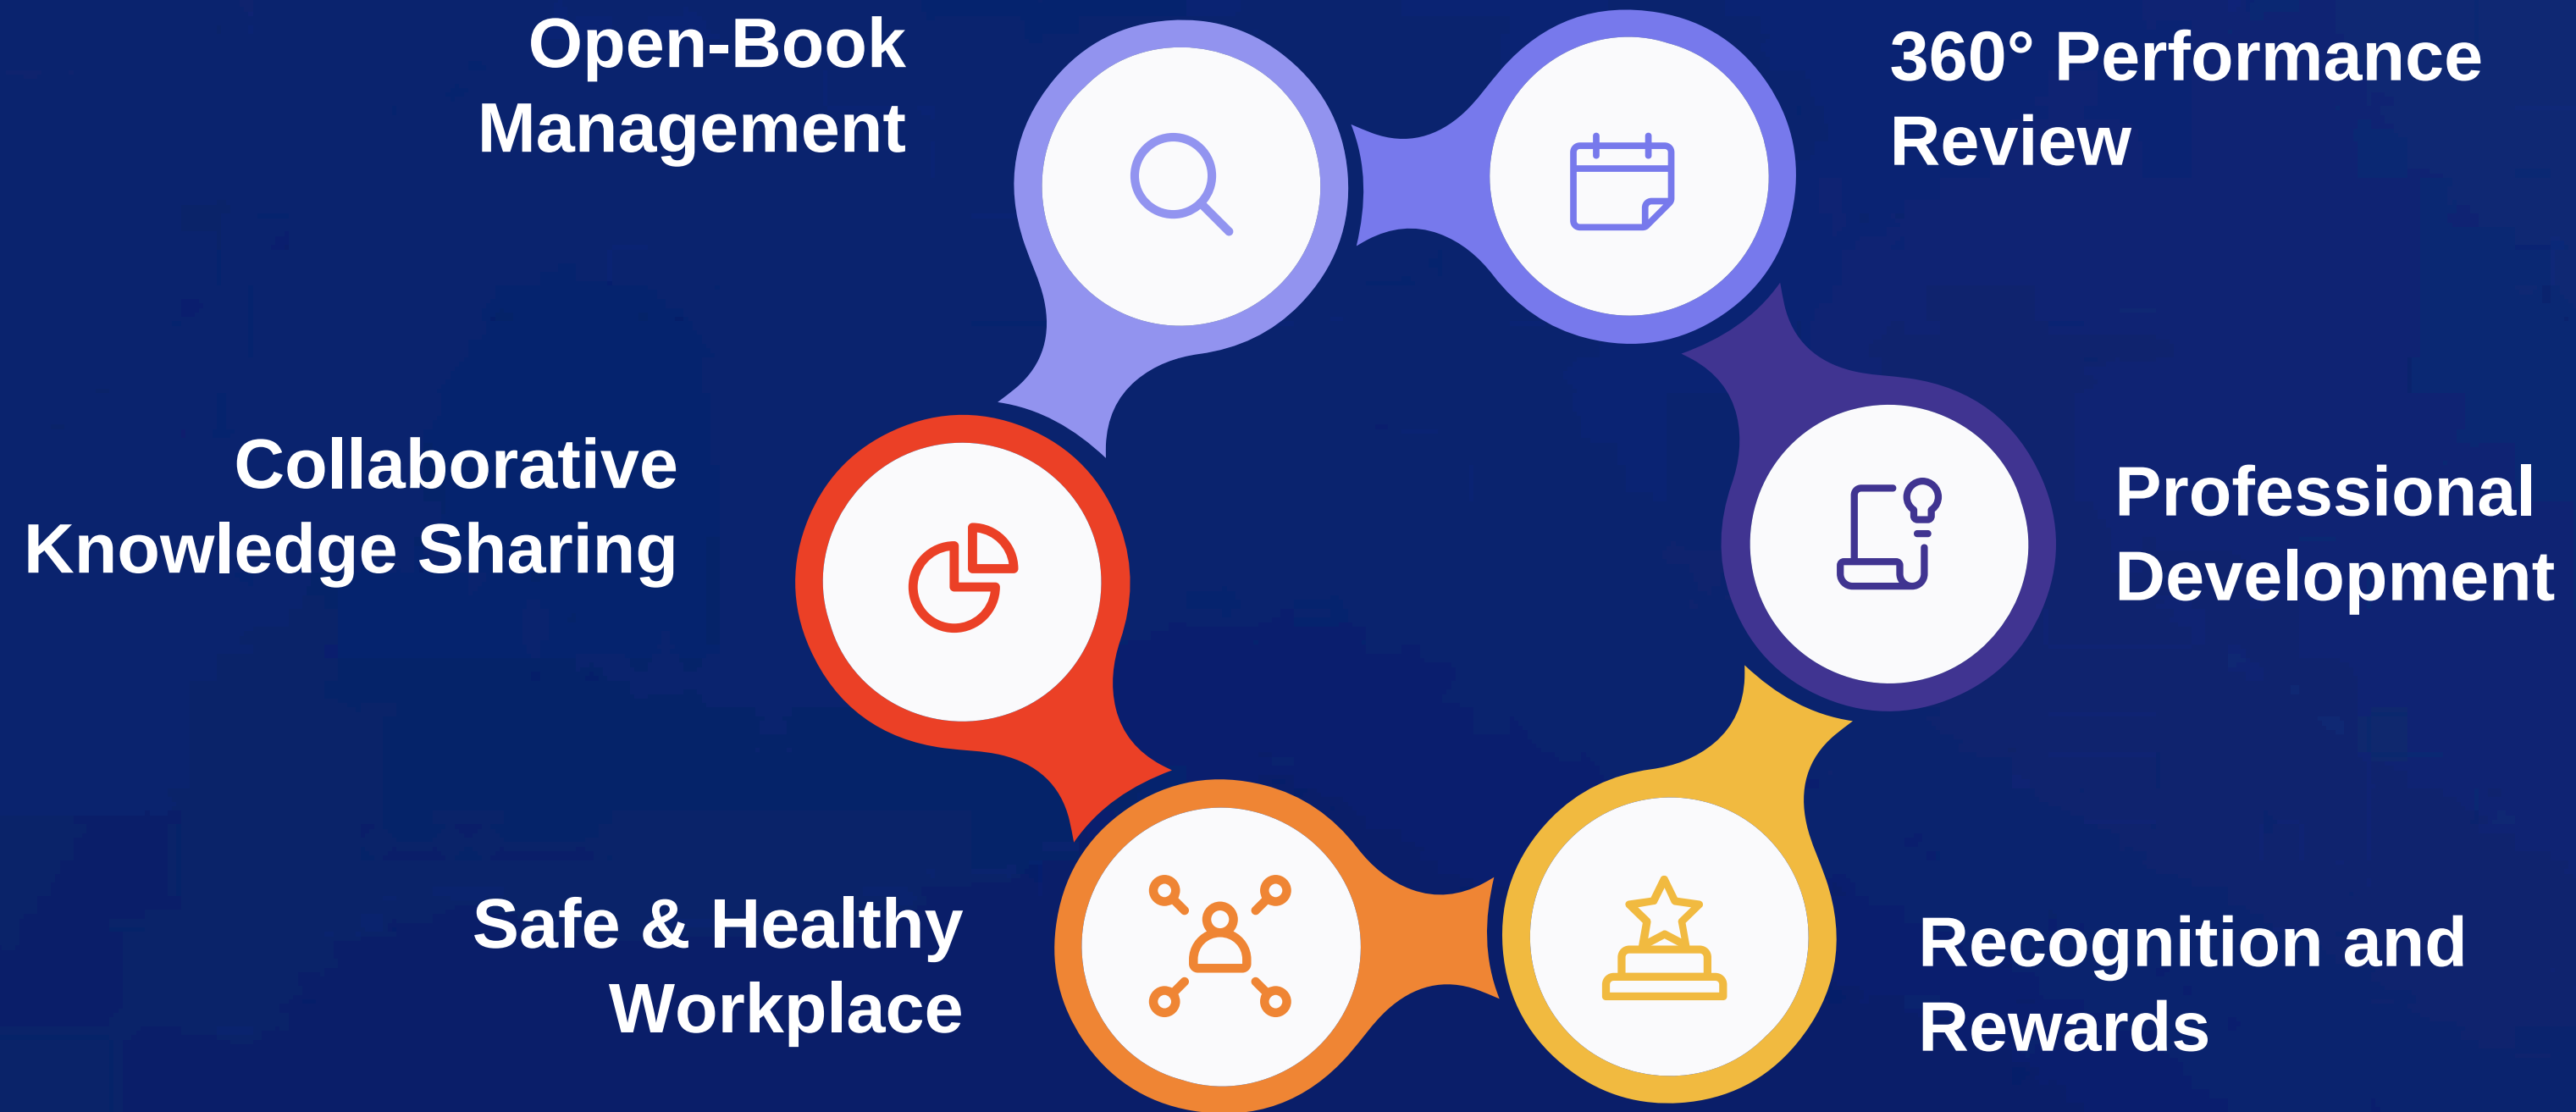 Open-Book
Management
360° Performance
Review
Collaborative
Knowledge Sharing
Professional
Development
Safe & Healthy
Workplace
Recognition and
Rewards